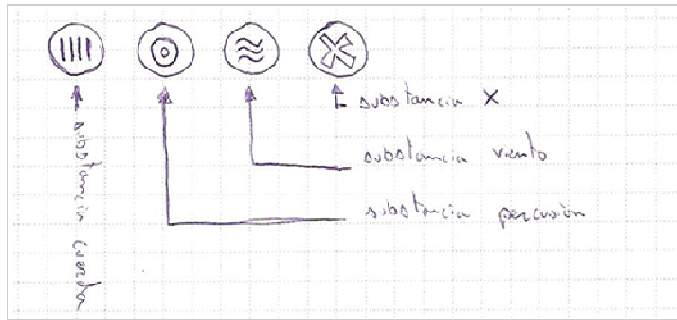 substancia X
substancia viento
substancia percusión
substancia cuerda